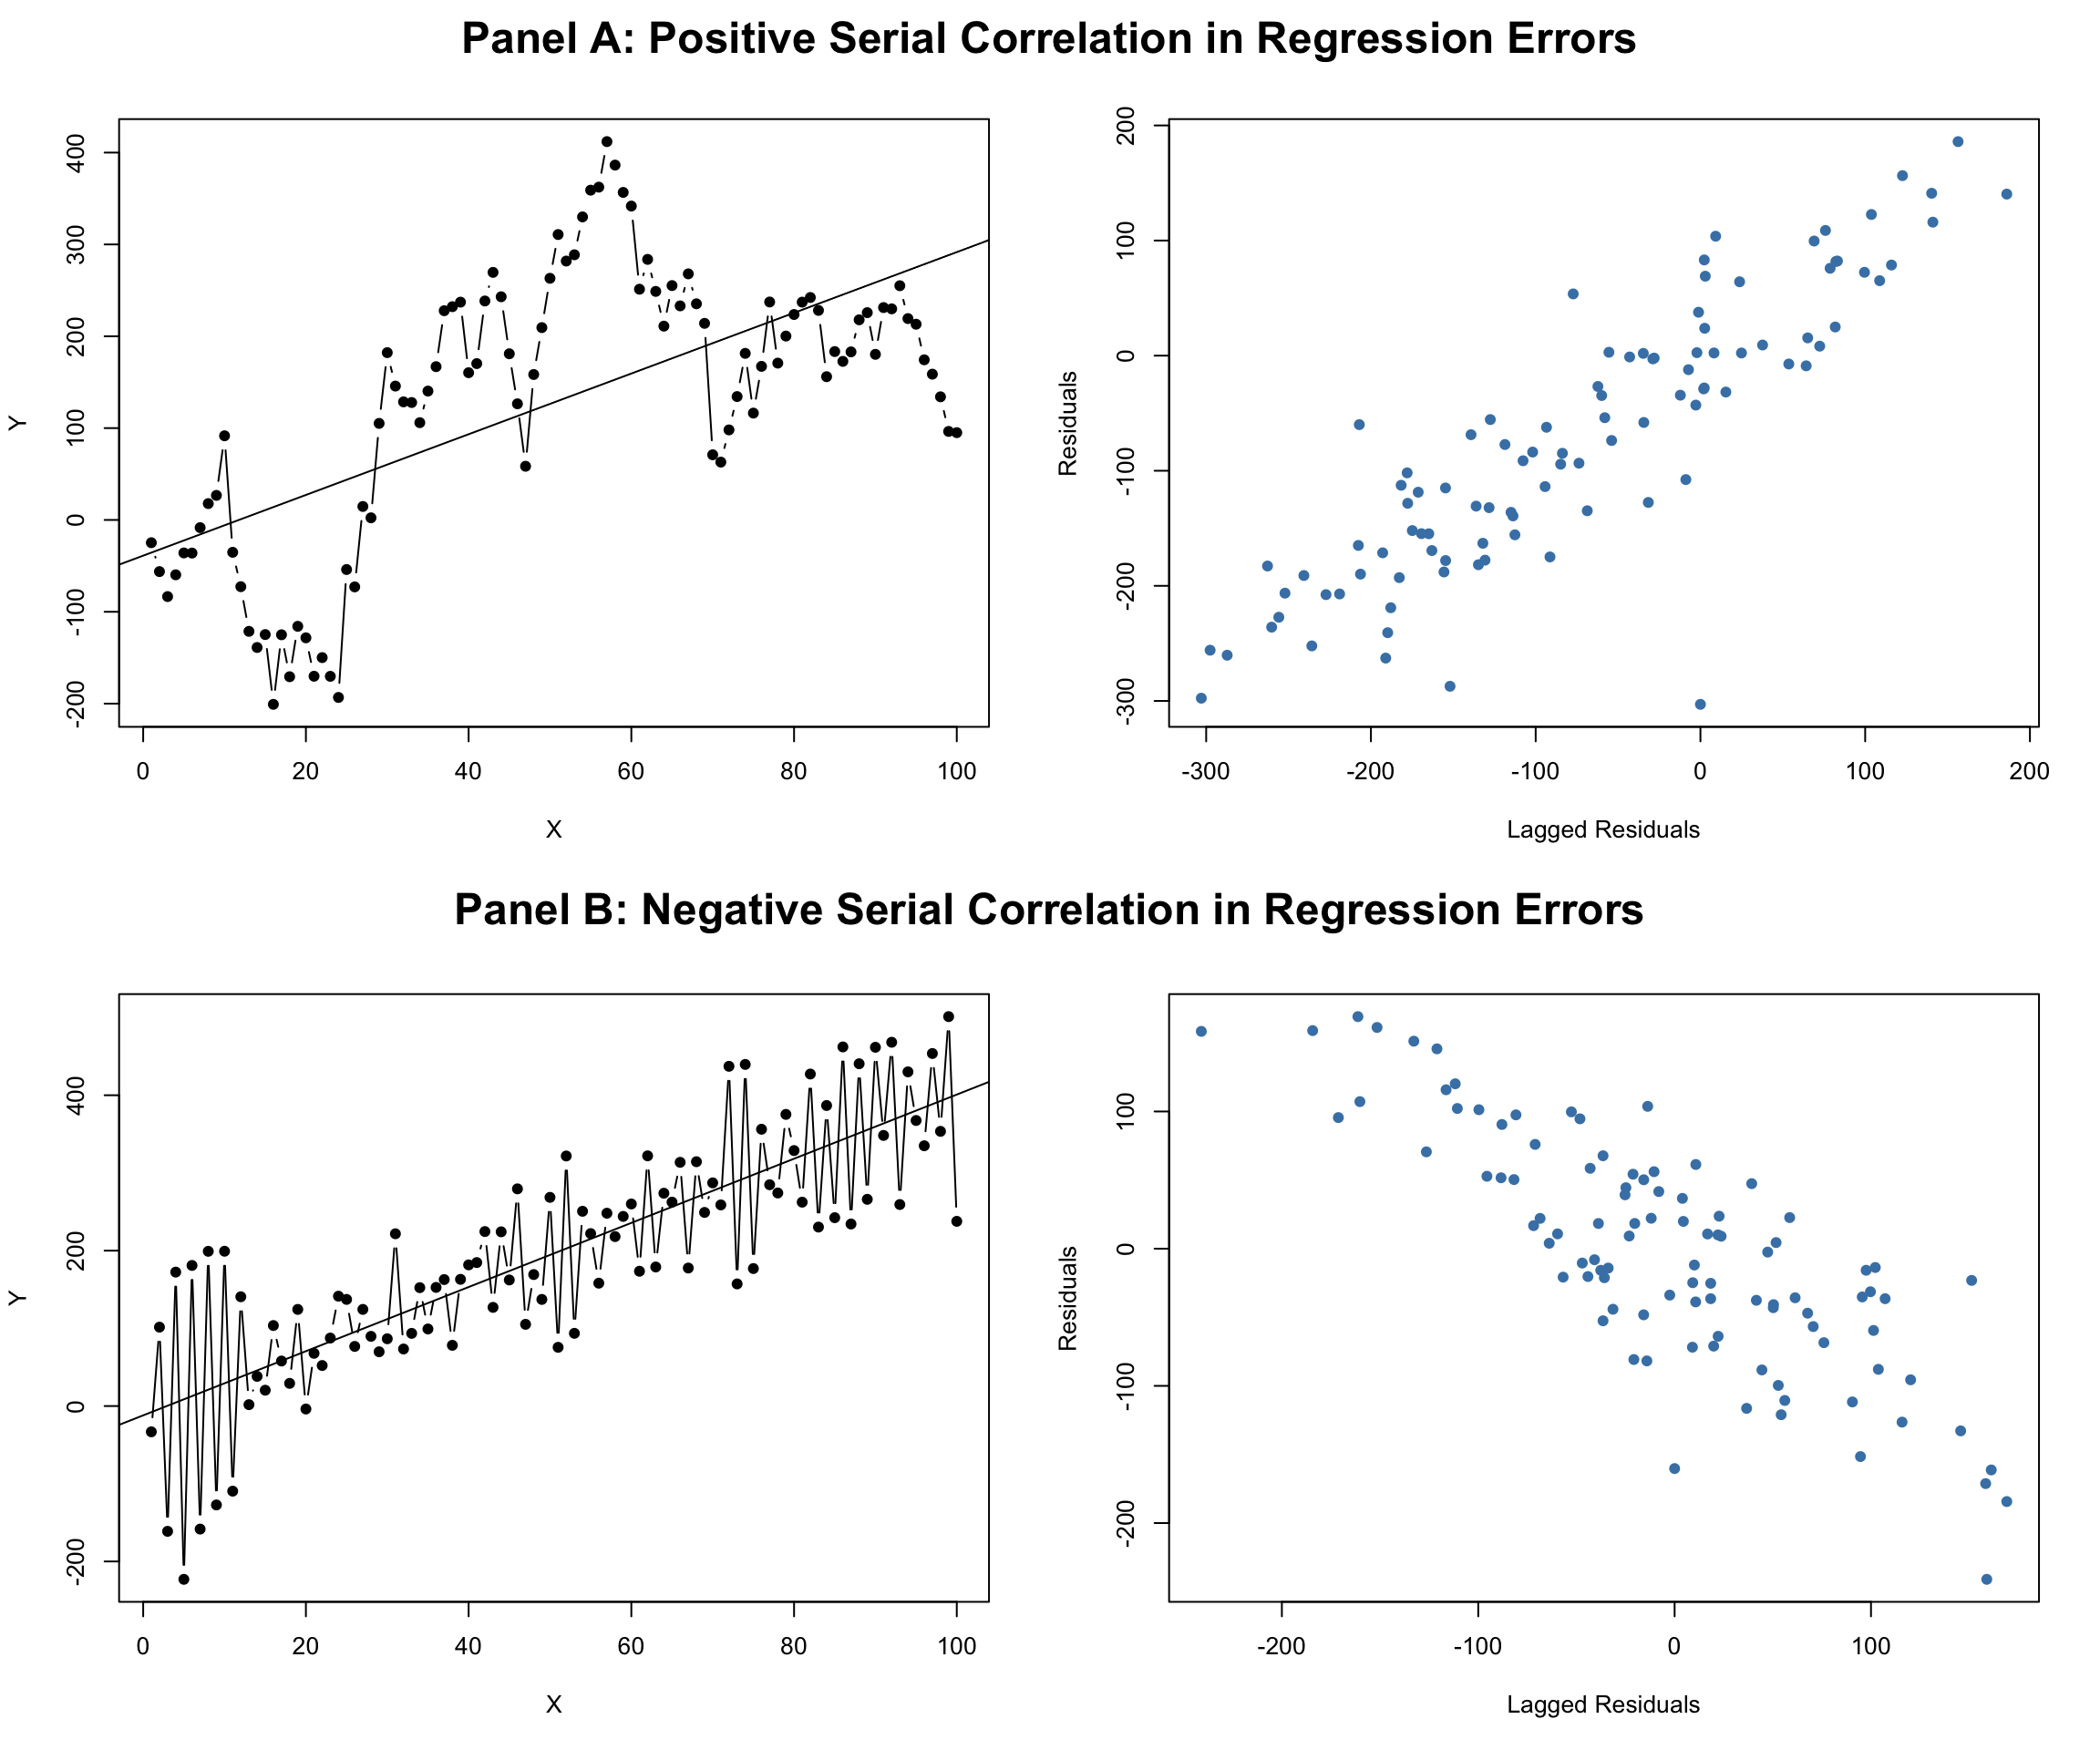 Panel A: Positive Serial Correlation in Regression Errors
Y
400
300
200
100
0
-100
-200
0 20 40 60 80 100
X
Residuals
200
100
0
-100
-200
-300
-300 -200 -100 0 100 200
Lagged Residuals
Panel B: Negative Serial Correlation in Regression Errors
Y
400
200
0
-200
0 20 40 60 80 100
X
Residuals
100
0
-100
-200
-200 -100 0 100
Lagged Residuals